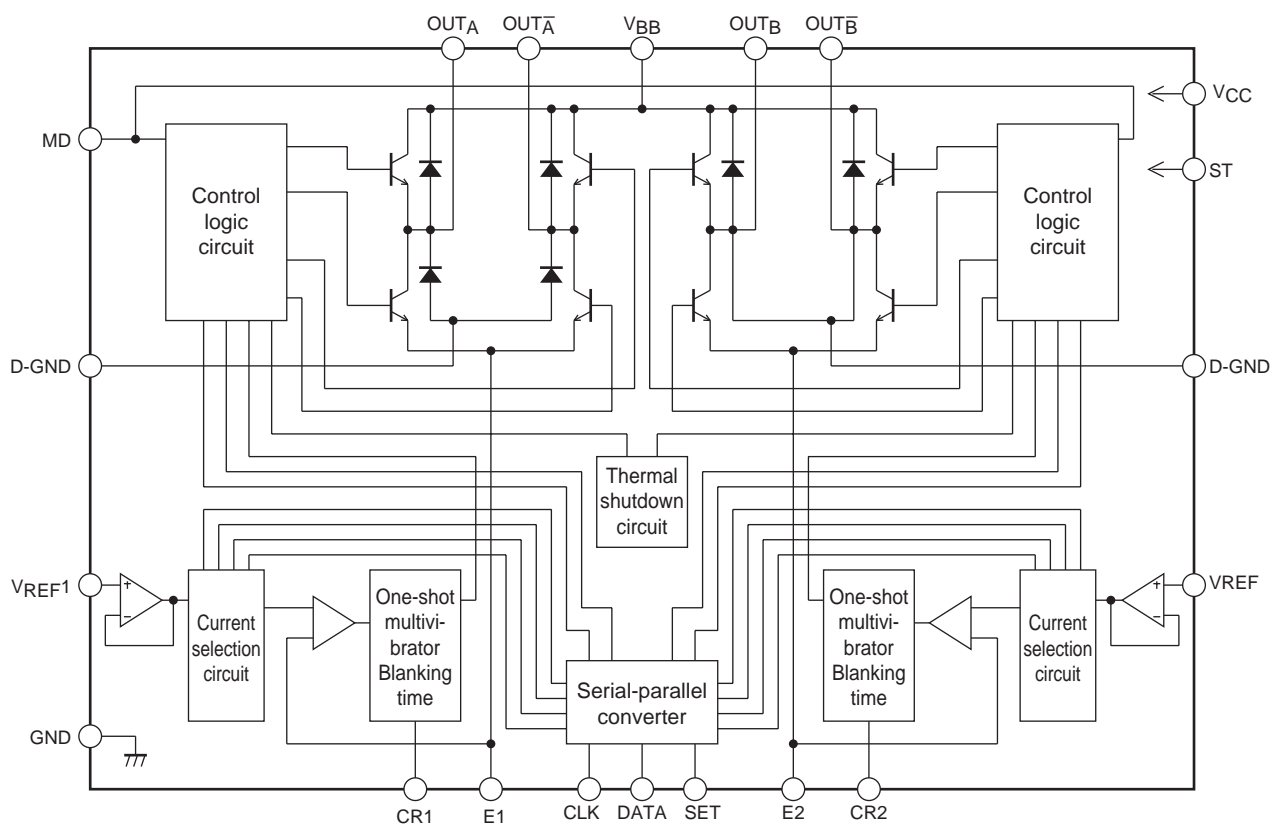 OUTA
OUTA̅
VBB
OUTB
OUTB̅
MD
VCC
ST
Control
logic
circuit
Control
logic
circuit
D-GND
D-GND
Thermal
shutdown
circuit
VREF1
+
−
Current
selection
circuit
One-shot
multivi-
brator
Blanking
time
One-shot
multivi-
brator
Blanking
time
Current
selection
circuit
+
−
VREF
Serial-parallel
converter
GND
CR1
E1
CLK
DATA
SET
E2
CR2